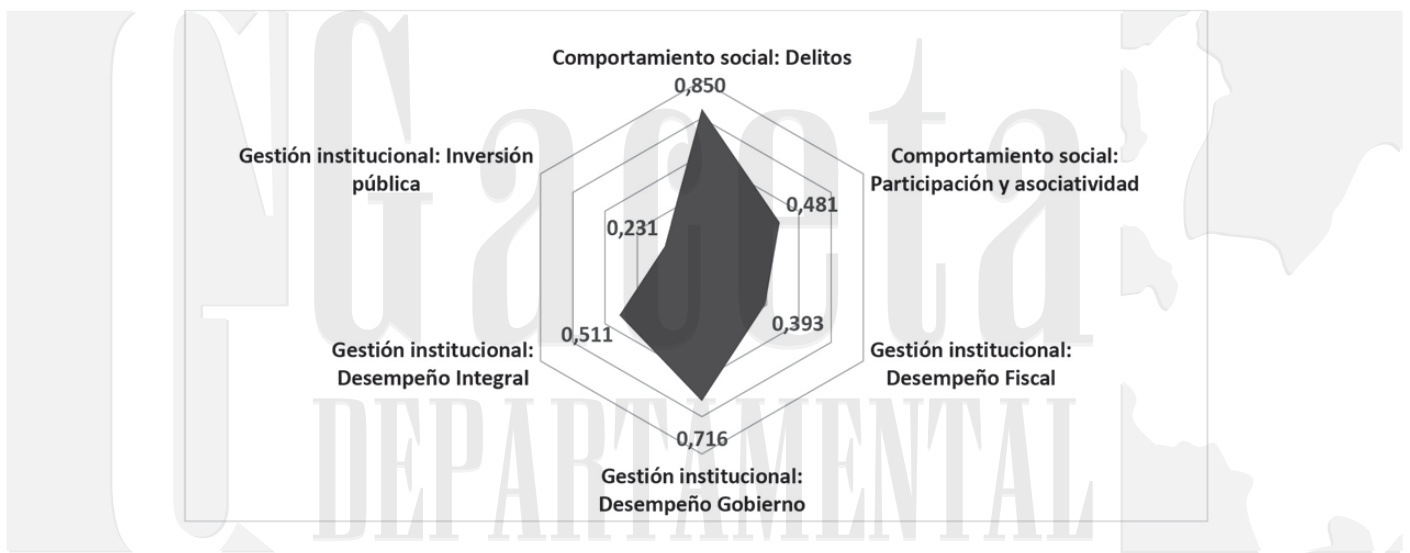 Comportamiento social: Delitos
0,850
Gestión institucional: Inversión
pública
Comportamiento social:
Participación y asociatividad
0,481
0,231
0,393
0,511
Gestión institucional:
Desempeño Integral
Gestión institucional:
Desempeño Fiscal
0,716
Gestión institucional:
Desempeño Gobierno
Gaceta
DEPARTAMENTAL